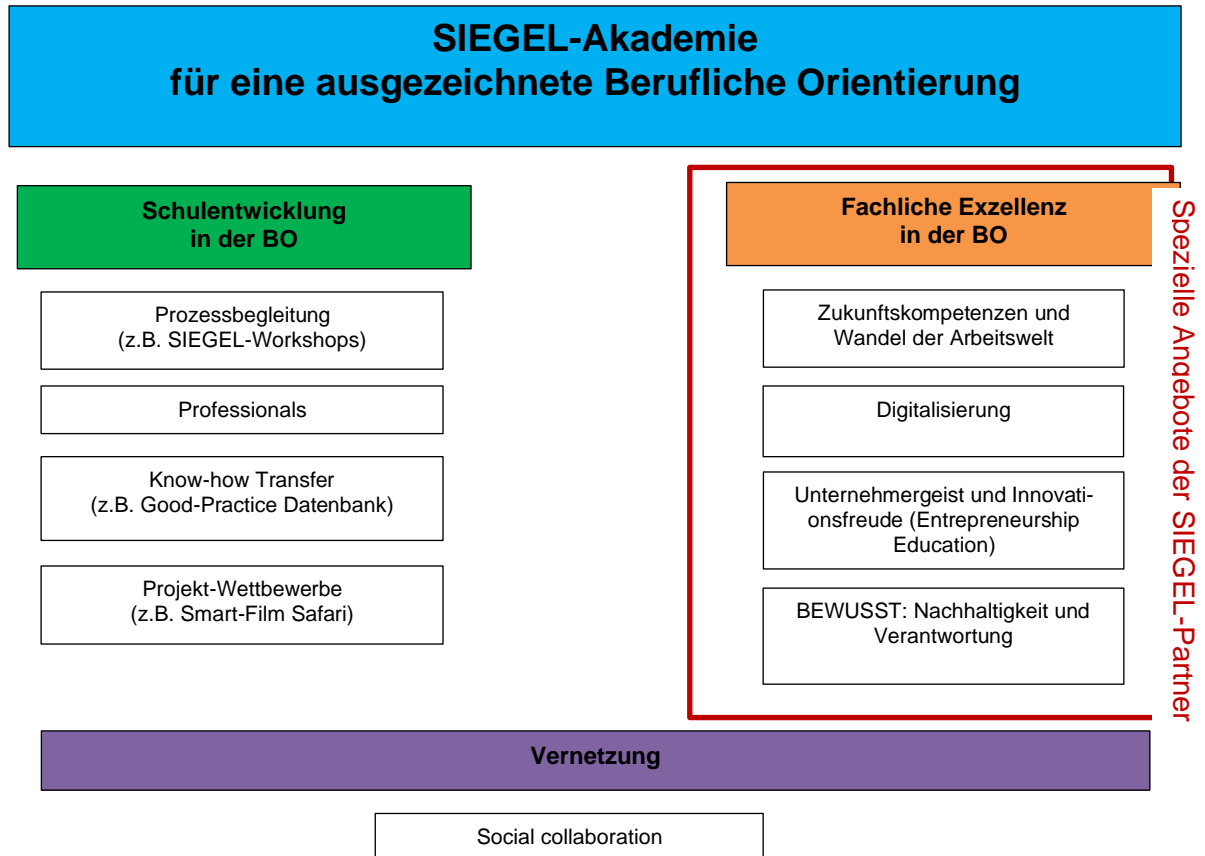 SIEGEL-Akademie
für eine ausgezeichnete Berufliche Orientierung
Schulentwicklung
in der BO
Prozessbegleitung
(z.B. SIEGEL-Workshops)
Professionals
Know-how Transfer
(z.B. Good-Practice Datenbank)
Projekt-Wettbewerbe
(z.B. Smart-Film Safari)
Fachliche Exzellenz
in der BO
Zukunftskompetenzen und
Wandel der Arbeitswelt
Digitalisierung
Unternehmergeist und Innovati-
onsfreude (Entrepreneurship
Education)
BEWUSST: Nachhaltigkeit und
Verantwortung
Spezielle Angebote der SIEGEL-Partner
Vernetzung
Social collaboration